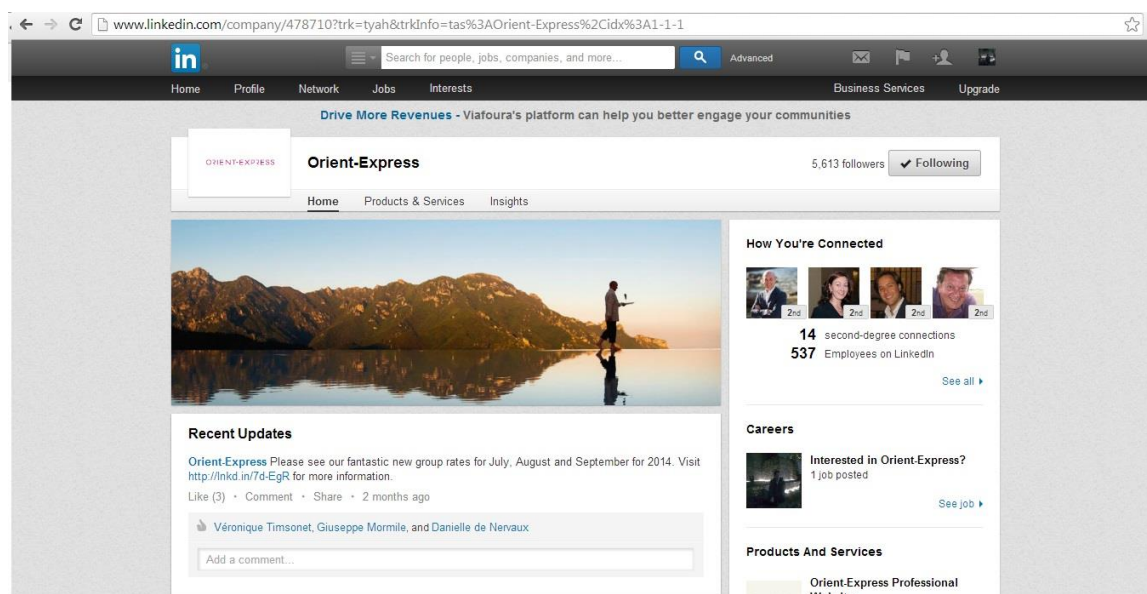 www.linkedin.com/company/478710?trk=tyah&trkInfo=tas%3AOrient-Express%2Cidx%3A1-1-1
in
Search for people, jobs, companies, and more...
Advanced
Home Profile Network Jobs Interests
Business Services Upgrade
Drive More Revenues - Viafoura's platform can help you better engage your communities
ORIENT-EXPRESS
Orient-Express
5,613 followers
Following
Home Products & Services Insights
Recent Updates
Orient-Express Please see our fantastic new group rates for July, August and September for 2014. Visit
http://lnkd.in/7d-EgR for more information.
Like (3) · Comment · Share · 2 months ago
Véronique Timsonet, Giuseppe Mormile, and Danielle de Nervaux
Add a comment...
How You're Connected
2nd 2nd 2nd 2nd
14 second-degree connections
537 Employees on LinkedIn
See all
Careers
Interested in Orient-Express?
1 job posted
See job
Products And Services
Orient-Express Professional